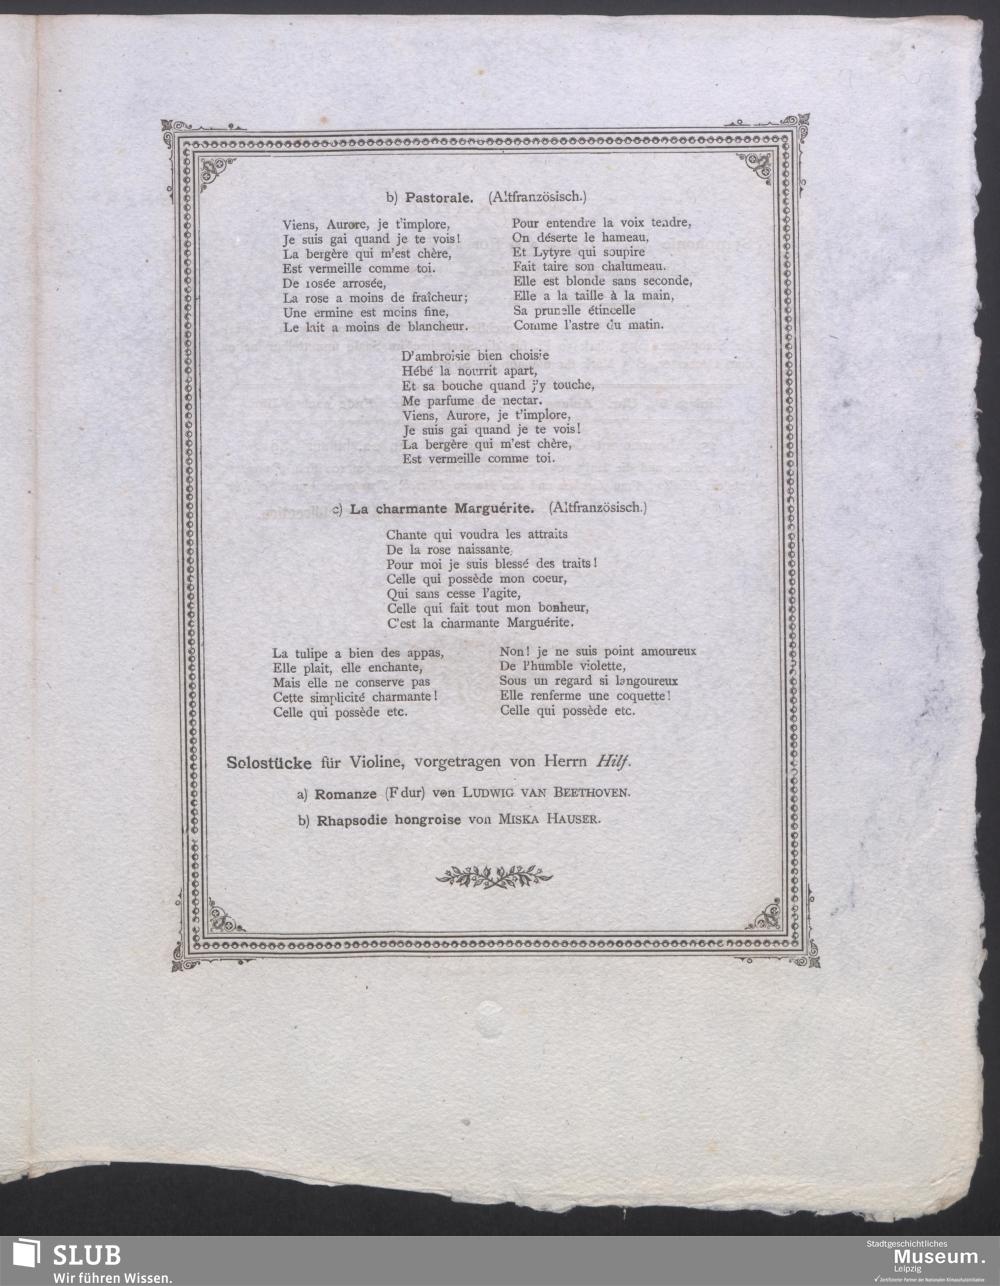 b) Pastorale. (Altfranzösisch.)
Viens, Aurore, je t'implore,
Je suis gai quand je te vois!
La bergère qui m'est chère,
Est vermeille comme toi.
De rosée arrosée,
La rose a moins de fraîcheur;
Une ermine est moins fine,
Le lait a moins de blancheur.
Pour entendre la voix tendre,
On déserte le hameau,
Et Lytyre qui soupire
Fait taire son chalumeau.
Elle est blonde sans seconde,
Elle a la taille à la main,
Sa prunelle étincelle
Comme l'astre du matin.
D'ambroisie bien choisie
Hébé la nourrit apart,
Et sa bouche quand j'y touche,
Me parfume de nectar.
Viens, Aurore, je t'implore,
Je suis gai quand je te vois!
La bergère qui m'est chère,
Est vermeille comme toi.
c) La charmante Marguérite. (Altfranzösisch.)
Chante qui voudra les attraits
De la rose naissante,
Pour moi je suis blessé des traits!
Celle qui possède mon coeur,
Qui sans cesse l'agite,
Celle qui fait tout mon bonheur,
C'est la charmante Marguérite.
La tulipe a bien des appas,
Elle plait, elle enchante,
Mais elle ne conserve pas
Cette simplicité charmante!
Celle qui possède etc.
Non! je ne suis point amoureux
De l'humble violette,
Sous un regard si langoureux
Elle renferme une coquette!
Celle qui possède etc.
Solostücke für Violine, vorgetragen von Herrn Hilf.
a) Romanze (F dur) von LUDWIG VAN BEETHOVEN.
b) Rhapsodie hongroise von MISKA HAUSER.
SLUB
Wir führen Wissen.
Stadtgeschichtliches
Museum.
Leipzig
Zertifizierter Partner der Nationalen Klimaschutzinitiative